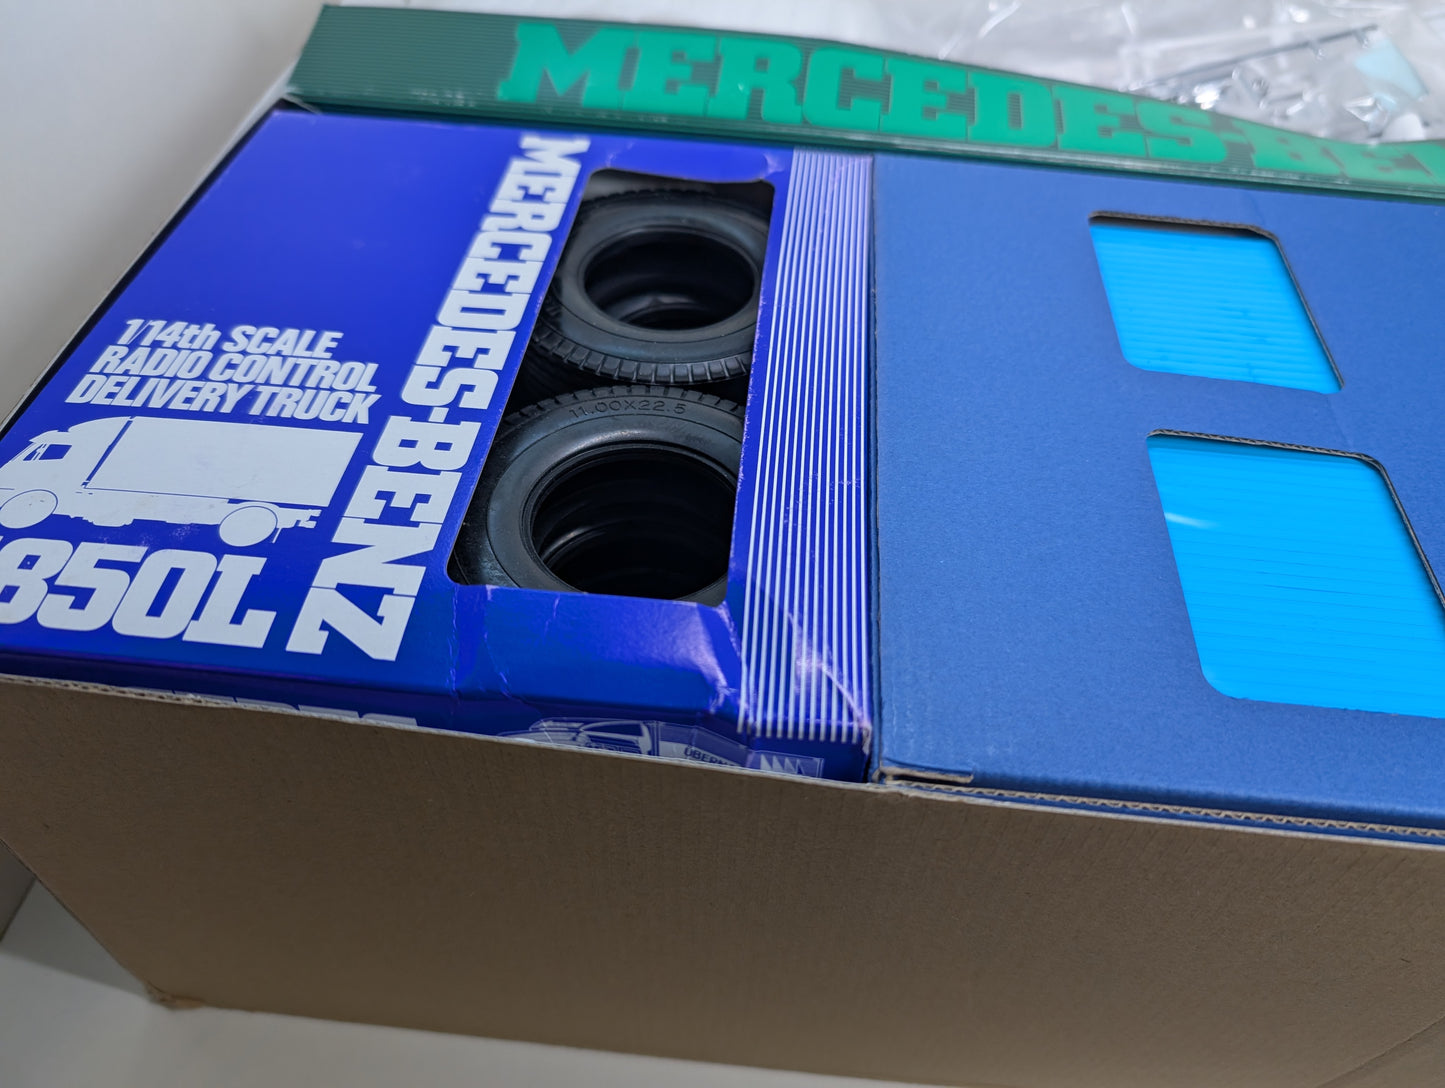 MERCEDES-BE
MERCEDES-BENZ
1/14th SCALE
RADIO CONTROL
DELIVERY TRUCK
850L
11.00X22.5